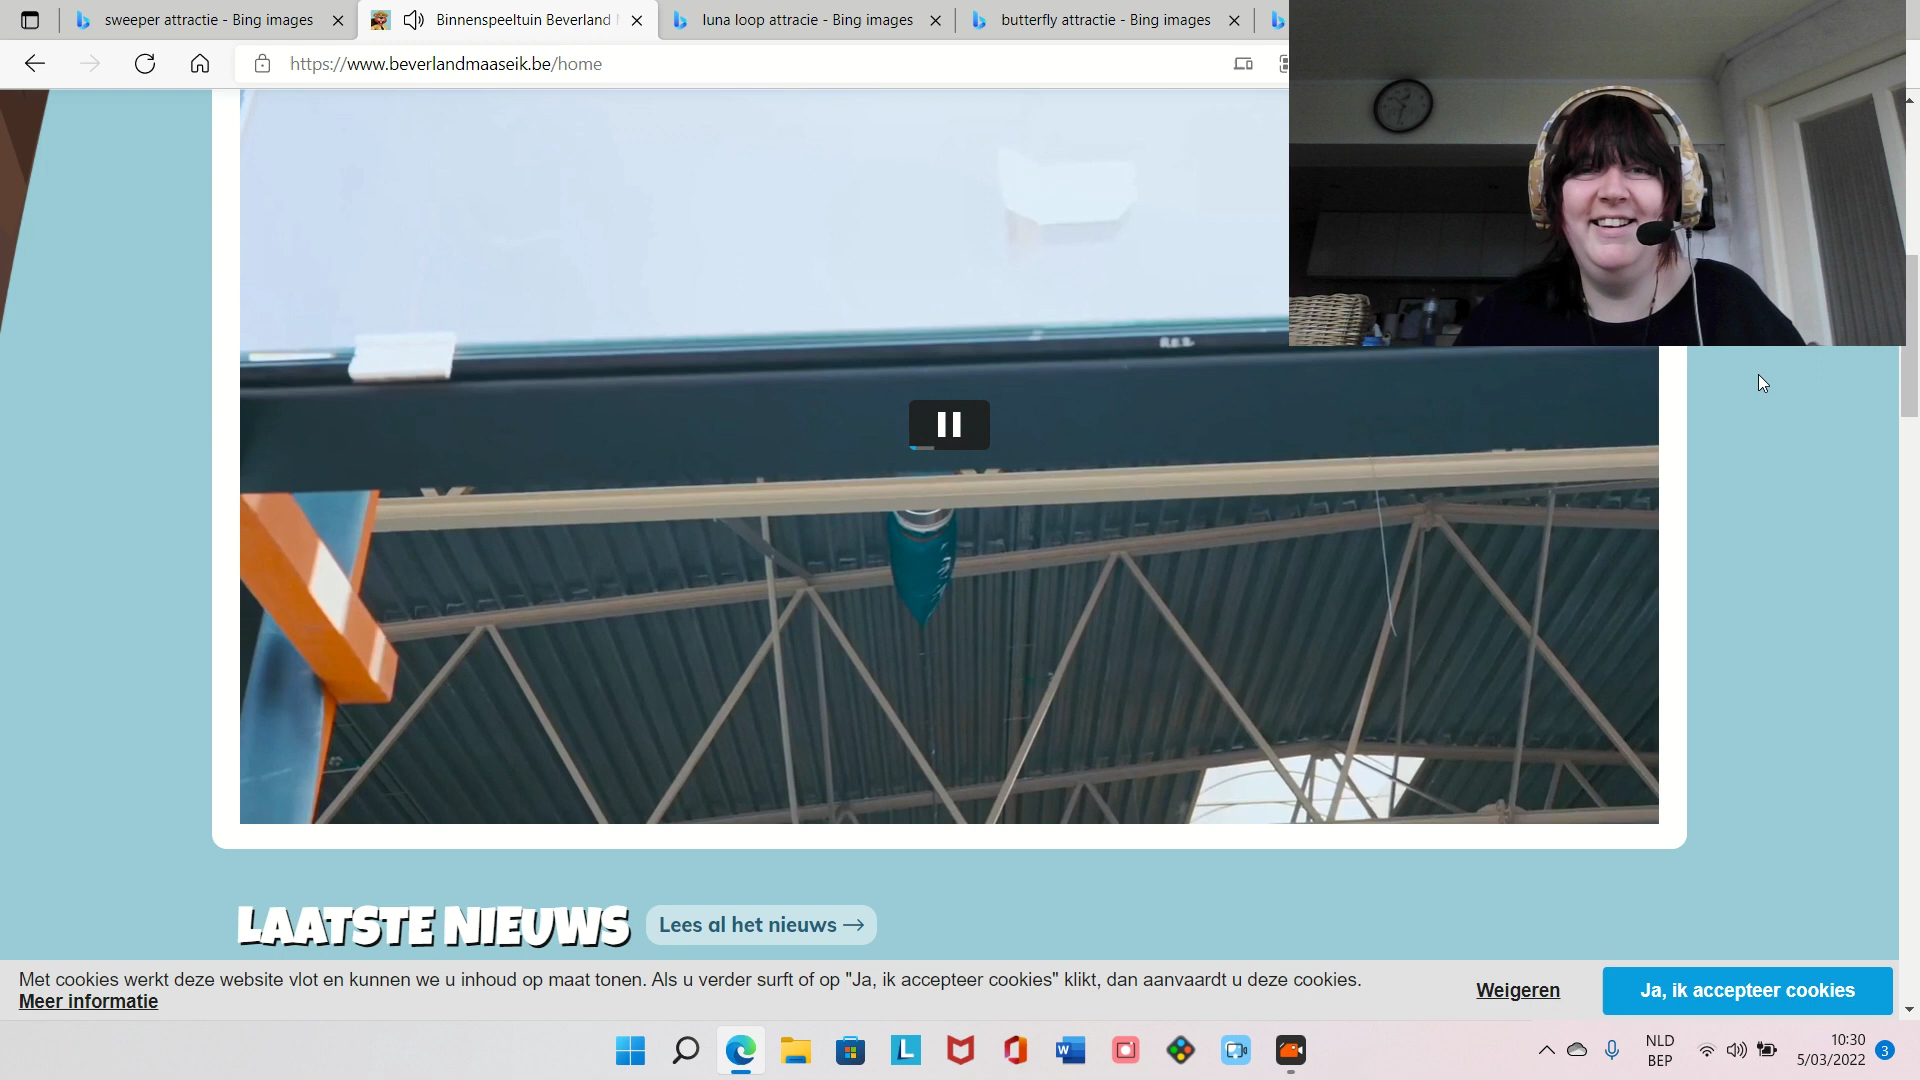 sweeper attractie - Bing images
Binnenspeeltuin Beverland
luna loop attracie - Bing images
butterfly attractie - Bing images
https://www.beverlandmaaseik.be/home
LAATSTE NIEUWS
Lees al het nieuws →
Met cookies werkt deze website vlot en kunnen we u inhoud op maat tonen. Als u verder surft of op "Ja, ik accepteer cookies" klikt, dan aanvaardt u deze cookies.
Meer informatie
Weigeren
Ja, ik accepteer cookies
NLD
BEP
10:30
5/03/2022
3